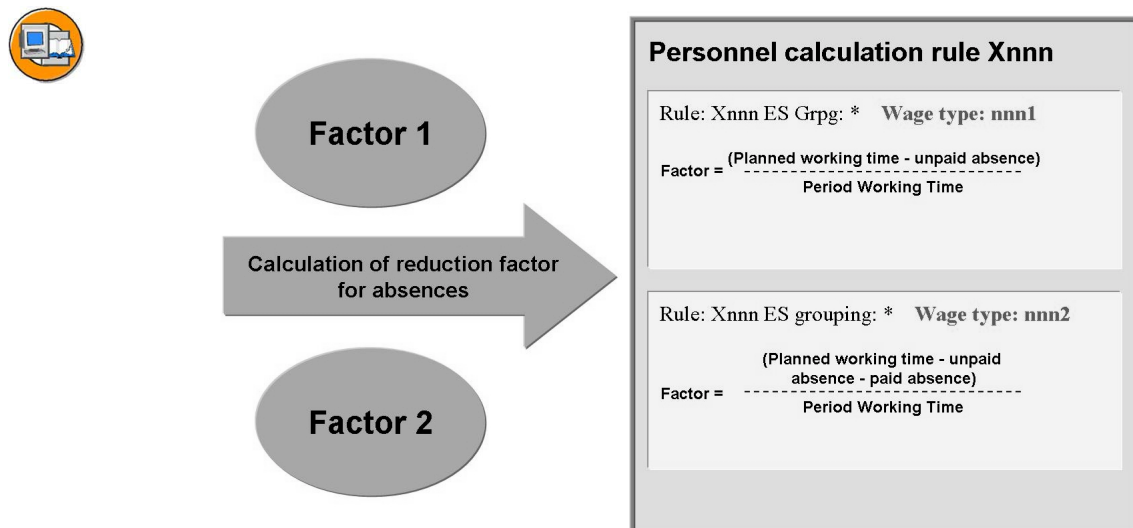 Factor 1
Calculation of reduction factor
for absences
Factor 2
Personnel calculation rule Xnnn
Rule: Xnnn ES Grpg: * Wage type: nnn1
(Planned working time - unpaid absence)
Factor = ------------------------------
Period Working Time
Rule: Xnnn ES grouping: * Wage type: nnn2
(Planned working time - unpaid
absence - paid absence)
Factor = ------------------------------
Period Working Time